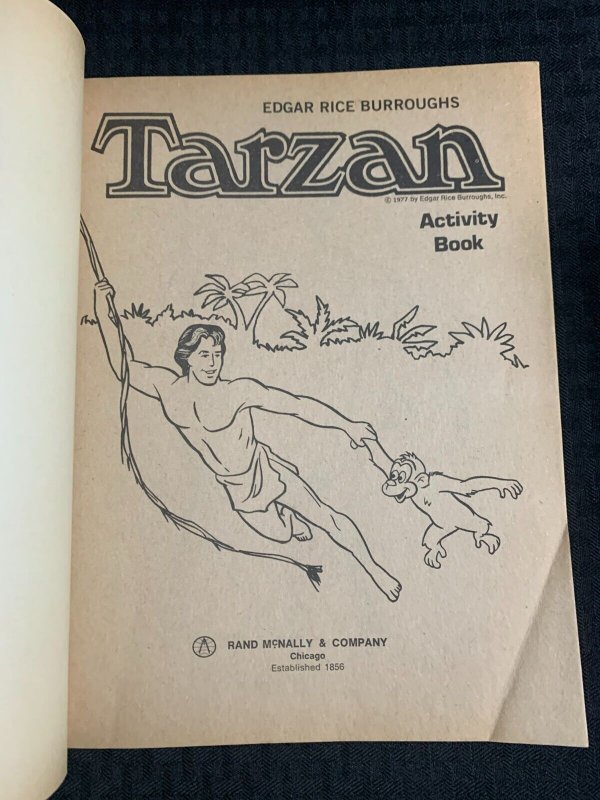 EDGAR RICE BURROUGHS
Tarzan
© 1977 by Edgar Rice Burroughs, Inc.
Activity
Book
RAND McNALLY & COMPANY
Chicago
Established 1856